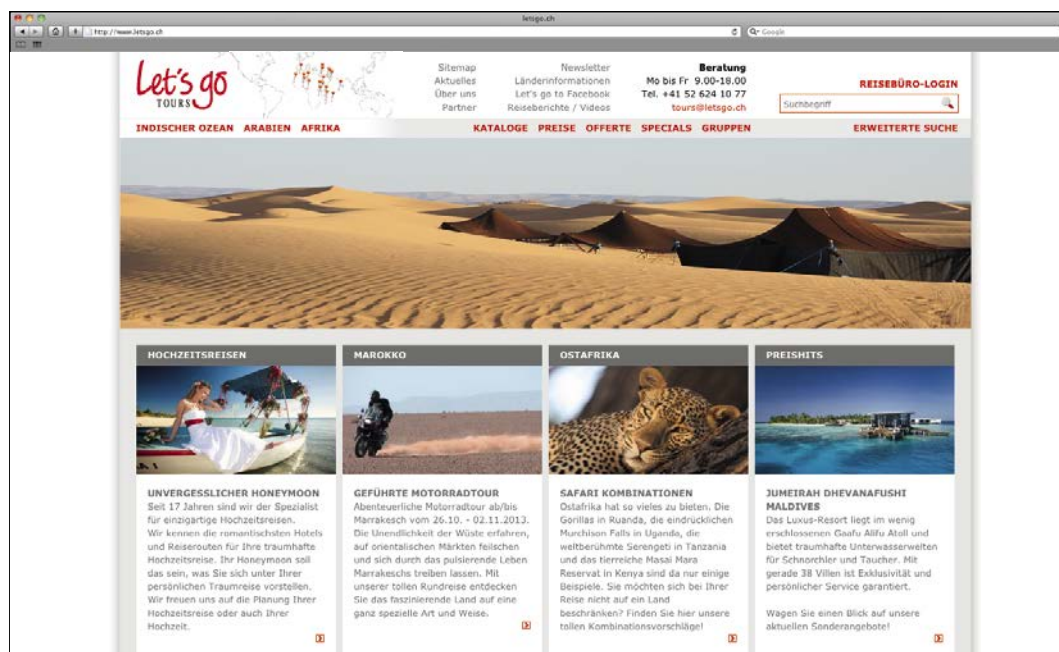 letsgo.ch
http://www.letsgo.ch
Google
Let's go
TOURS
Sitemap
Aktuelles
Über uns
Partner
Newsletter
Länderinformationen
Let's go to Facebook
Reiseberichte / Videos
Beratung
Mo bis Fr 9.00-18.00
Tel. +41 52 624 10 77
tours@letsgo.ch
REISEBÜRO-LOGIN
Suchbegriff
INDISCHER OZEAN ARABIEN AFRIKA
KATALOGE PREISE OFFERTE SPECIALS GRUPPEN
ERWEITERTE SUCHE
HOCHZEITSREISEN
UNVERGESSLICHER HONEYMOON
Seit 17 Jahren sind wir der Spezialist
für einzigartige Hochzeitsreisen.
Wir kennen die romantischsten Hotels
und Reiserouten für Ihre traumhafte
Hochzeitsreise. Ihr Honeymoon soll
das sein, was Sie sich unter Ihrer
persönlichen Traumreise vorstellen.
Wir freuen uns auf die Planung Ihrer
Hochzeitsreise oder auch Ihrer
Hochzeit.
MAROKKO
GEFÜHRTE MOTORRADTOUR
Abenteuerliche Motorradtour ab/bis
Marrakesch vom 26.10. - 02.11.2013.
Die Unendlichkeit der Wüste erfahren,
auf orientalischen Märkten feilschen
und sich durch das pulsierende Leben
Marrakeschs treiben lassen. Mit
unserer tollen Rundreise entdecken
Sie das faszinierende Land auf eine
ganz spezielle Art und Weise.
OSTAFRIKA
SAFARI KOMBINATIONEN
Ostafrika hat so vieles zu bieten. Die
Gorillas in Ruanda, die eindrücklichen
Murchison Falls in Uganda, die
weltberühmte Serengeti in Tanzania
und das tierreiche Masai Mara
Reservat in Kenya sind da nur einige
Beispiele. Sie möchten sich bei Ihrer
Reise nicht auf ein Land
beschränken? Finden Sie hier unsere
tollen Kombinationsvorschläge!
PREISHITS
JUMEIRAH DHEVANAFUSHI
MALDIVES
Das Luxus-Resort liegt im wenig
erschlossenen Gaafu Alifu Atoll und
bietet traumhafte Unterwasserwelten
für Schnorchler und Taucher. Mit
gerade 38 Villen ist Exklusivität und
persönlicher Service garantiert.
Wagen Sie einen Blick auf unsere
aktuellen Sonderangebote!